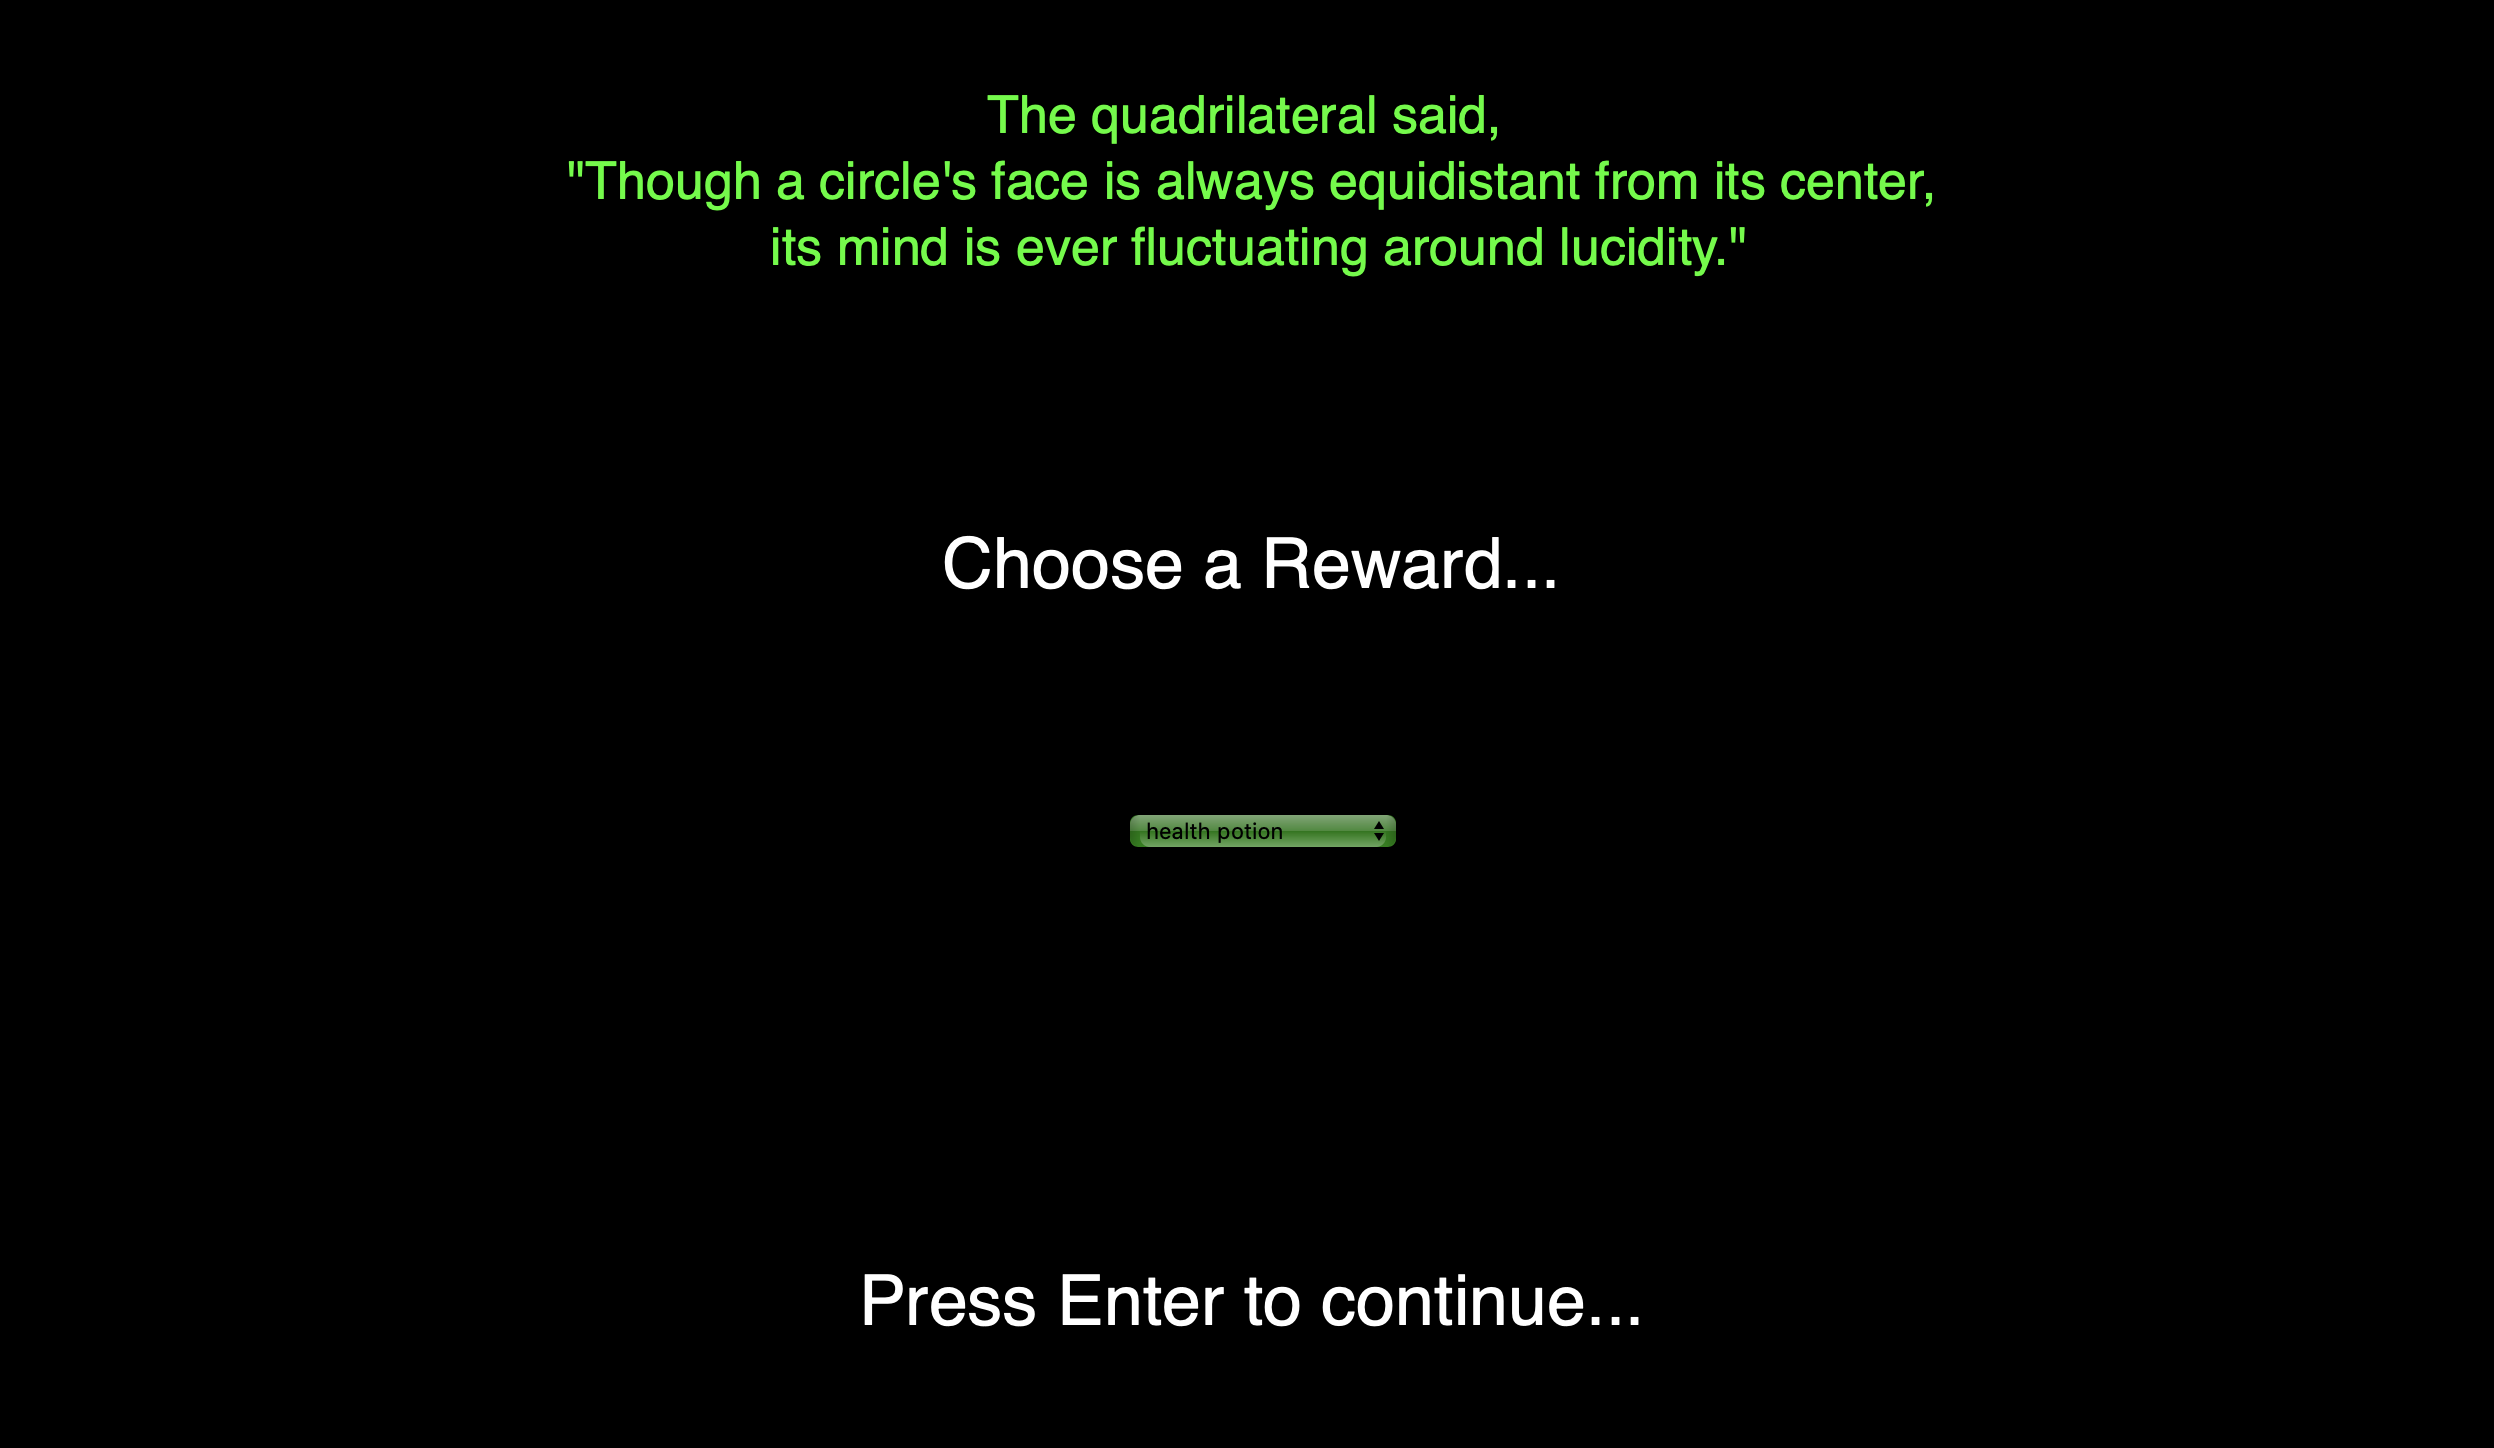 The quadrilateral said,
"Though a circle's face is always equidistant from its center,
its mind is ever fluctuating around lucidity."
Choose a Reward...
health potion
Press Enter to continue...